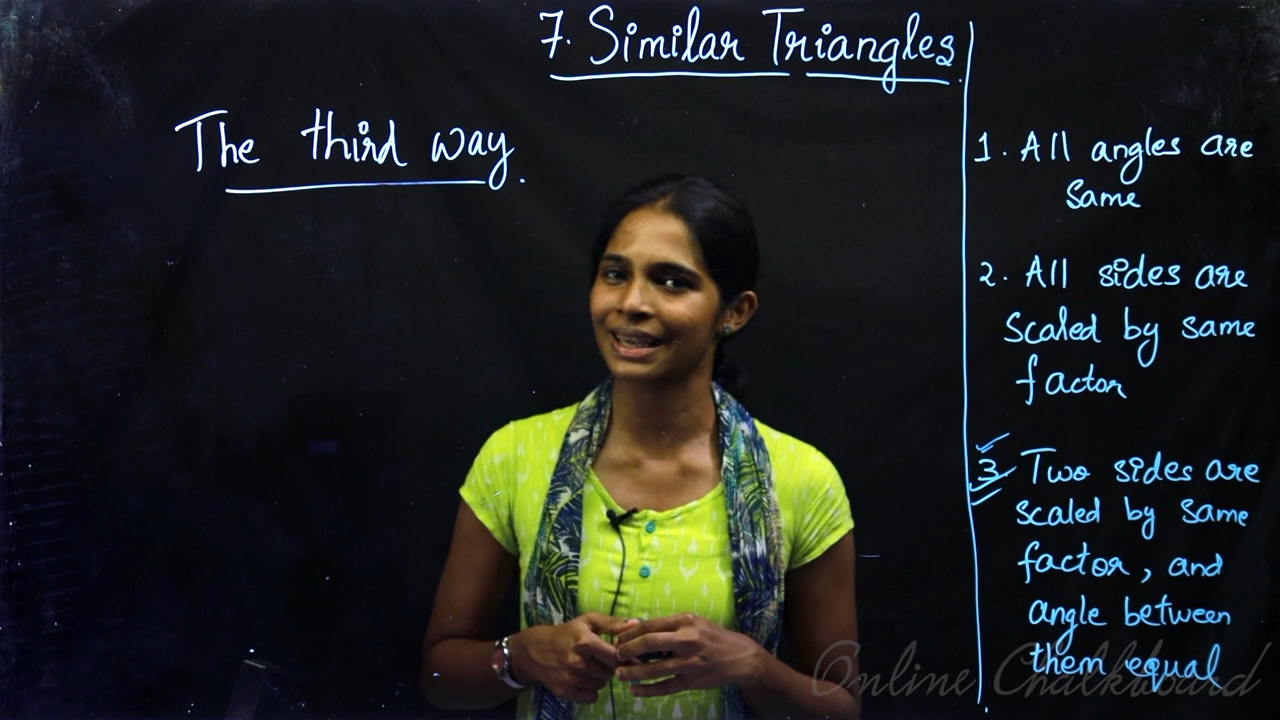 7. Similar Triangles.
The third way.
1. All angles are
same
2. All sides are
scaled by same
factor
3 Two sides are
scaled by same
factor, and
angle between
them equal
Online Chalkboard